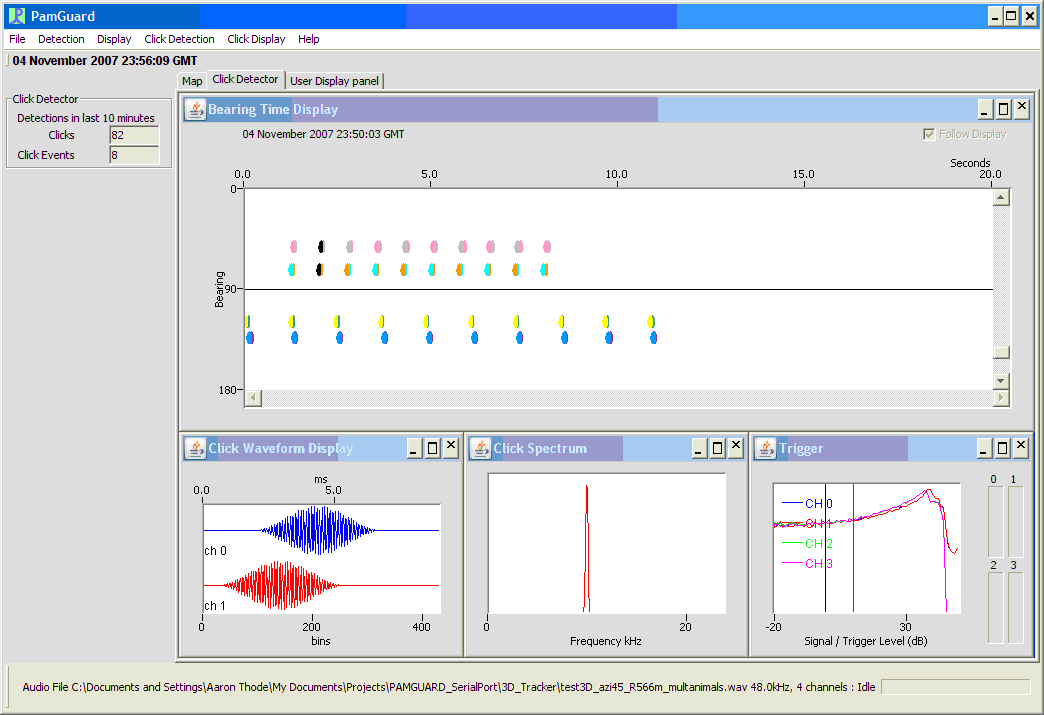 PamGuard
File Detection Display Click Detection Click Display Help
04 November 2007 23:56:09 GMT
Map Click Detector User Display panel
Click Detector
Detections in last 10 minutes
Clicks 82
Click Events 8
Bearing Time Display
04 November 2007 23:50:03 GMT
Follow Display
Seconds
0.0 5.0 10.0 15.0 20.0
0
Bearing
90
180
Click Waveform Display
ms
0.0 5.0
ch 0
ch 1
0 200 400
bins
Click Spectrum
0 20
Frequency kHz
Trigger
CH 0
CH 1
CH 2
CH 3
-20 30
Signal / Trigger Level (dB)
0 1
2 3
Audio File C:\Documents and Settings\Aaron Thode\My Documents\Projects\PAMGUARD_SerialPort\3D_Tracker\test3D_azi45_R566m_multanimals.wav 48.0kHz, 4 channels : Idle